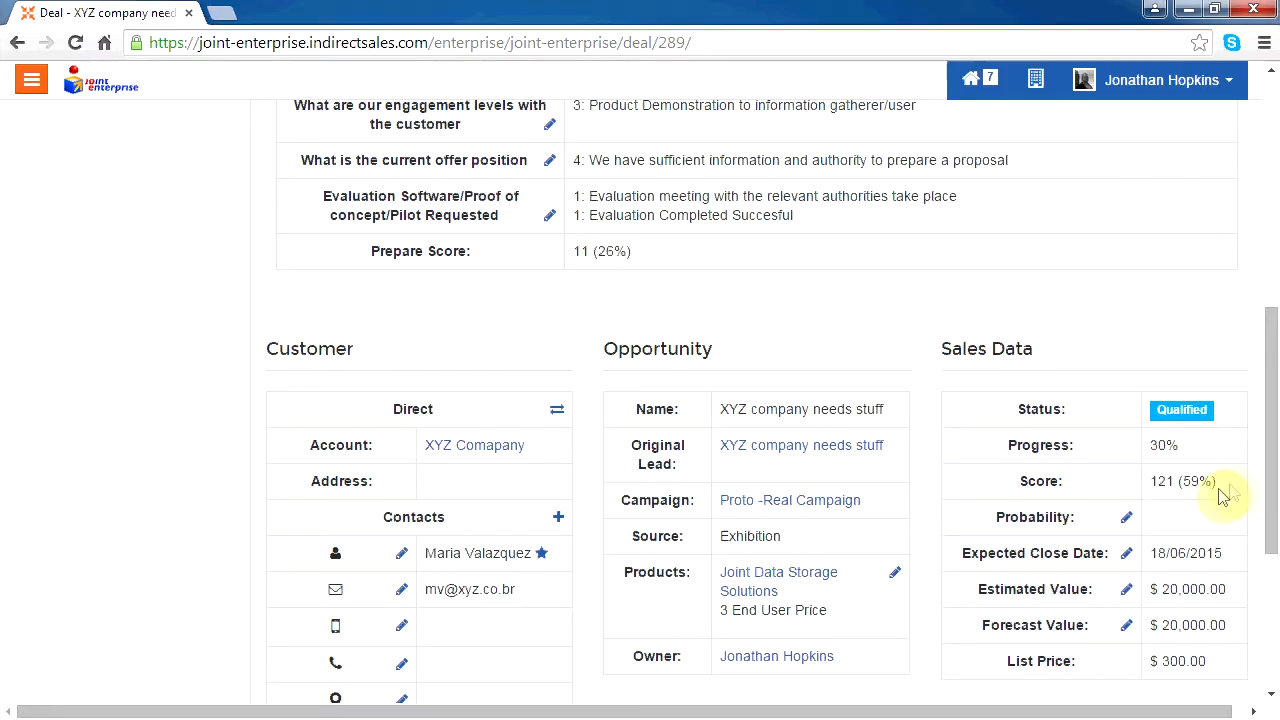 Deal - XYZ company need
https://joint-enterprise.indirectsales.com/enterprise/joint-enterprise/deal/289/
Joint
enterprise
7
Jonathan Hopkins
What are our engagement levels with
the customer
3: Product Demonstration to information gatherer/user
What is the current offer position
4: We have sufficient information and authority to prepare a proposal
Evaluation Software/Proof of
concept/Pilot Requested
1: Evaluation meeting with the relevant authorities take place
1: Evaluation Completed Succesful
Prepare Score:
11 (26%)
Customer
Direct
Account:
XYZ Comapany
Address:
Contacts
Maria Valazquez
mv@xyz.co.br
Opportunity
Name:
XYZ company needs stuff
Original
Lead:
XYZ company needs stuff
Campaign:
Proto -Real Campaign
Source:
Exhibition
Products:
Joint Data Storage
Solutions
3 End User Price
Owner:
Jonathan Hopkins
Sales Data
Status:
Qualified
Progress:
30%
Score:
121 (59%)
Probability:
Expected Close Date:
18/06/2015
Estimated Value:
$ 20,000.00
Forecast Value:
$ 20,000.00
List Price:
$ 300.00